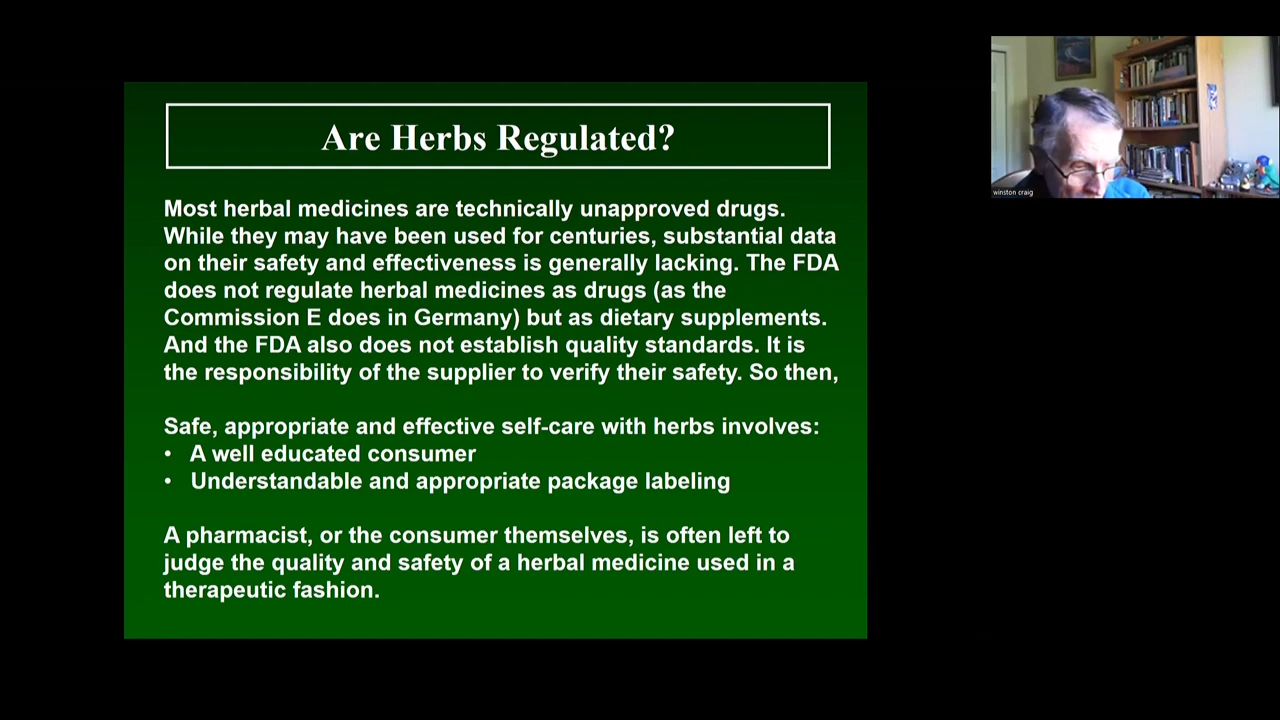 Are Herbs Regulated?
Most herbal medicines are technically unapproved drugs.
While they may have been used for centuries, substantial data
on their safety and effectiveness is generally lacking. The FDA
does not regulate herbal medicines as drugs (as the
Commission E does in Germany) but as dietary supplements.
And the FDA also does not establish quality standards. It is
the responsibility of the supplier to verify their safety. So then,
Safe, appropriate and effective self-care with herbs involves:
• A well educated consumer
• Understandable and appropriate package labeling
A pharmacist, or the consumer themselves, is often left to
judge the quality and safety of a herbal medicine used in a
therapeutic fashion.
winston craig